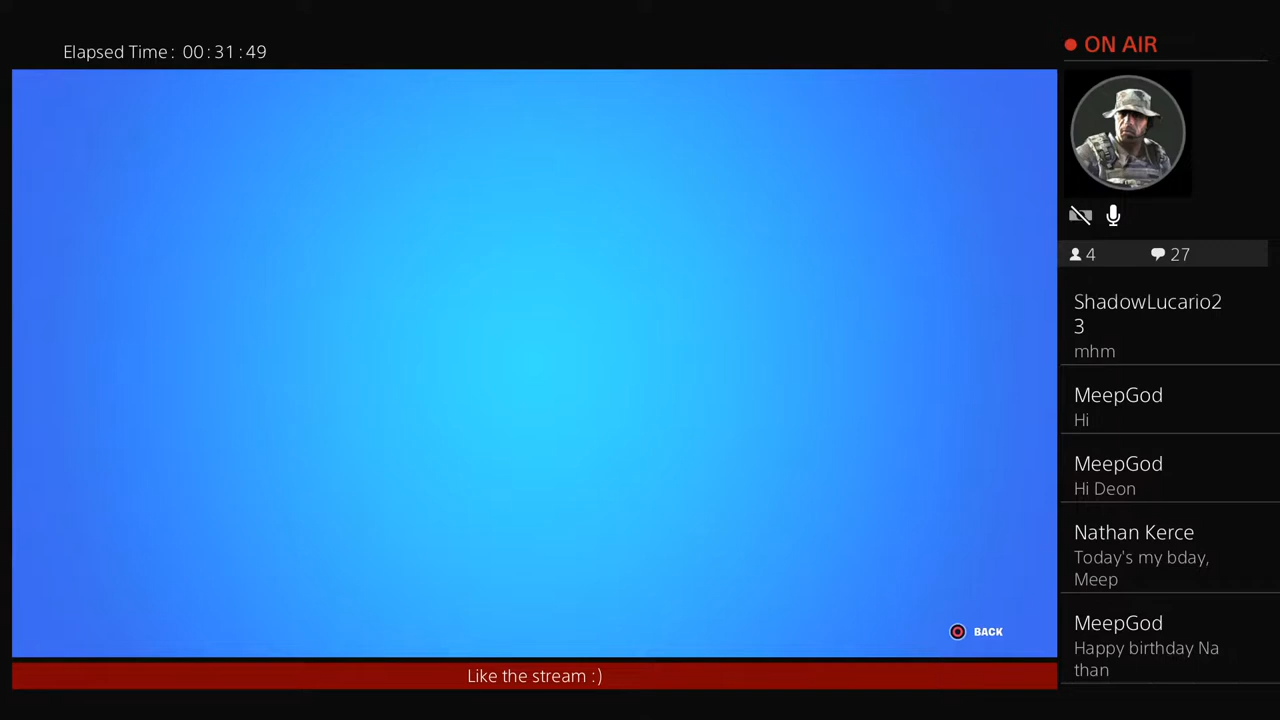 Elapsed Time: 00:31:49
ON AIR
4 27
ShadowLucario2
3
mhm
MeepGod
Hi
MeepGod
Hi Deon
Nathan Kerce
Today's my bday,
Meep
MeepGod
Happy birthday Na
than
BACK
Like the stream :)